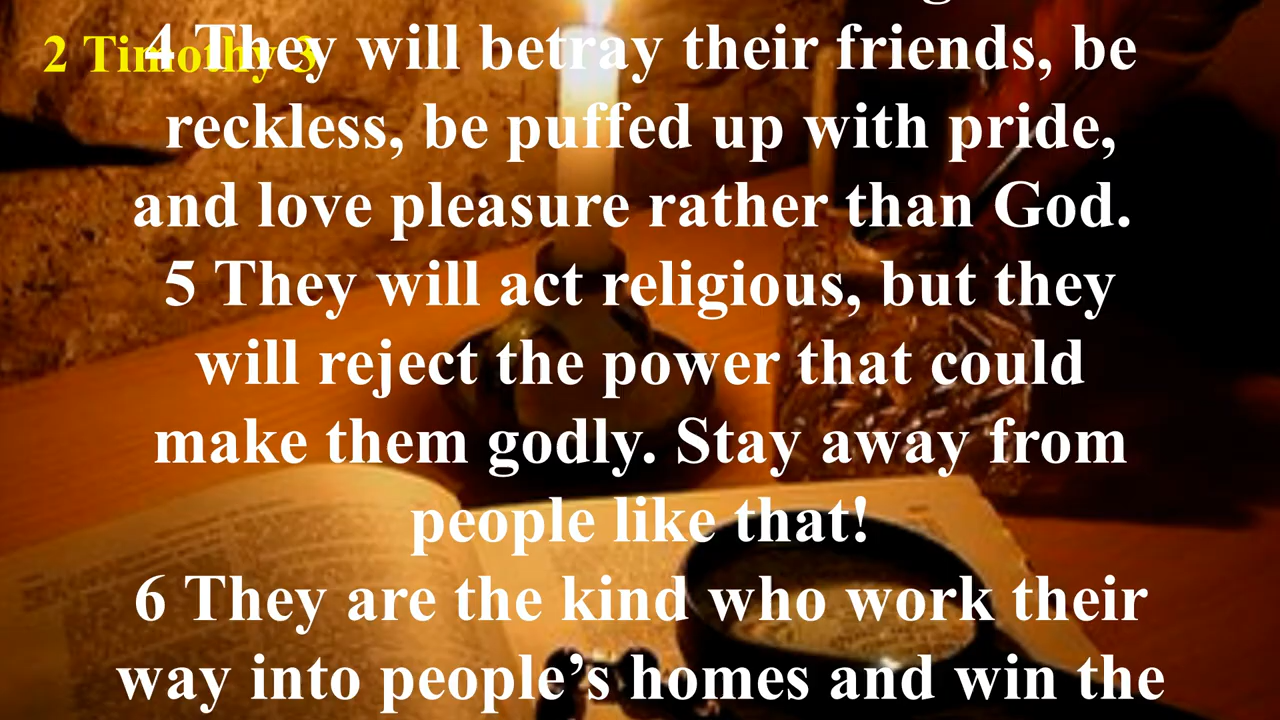 2 Timothy 3
4 They will betray their friends, be
reckless, be puffed up with pride,
and love pleasure rather than God.
5 They will act religious, but they
will reject the power that could
make them godly. Stay away from
people like that!
6 They are the kind who work their
way into people’s homes and win the